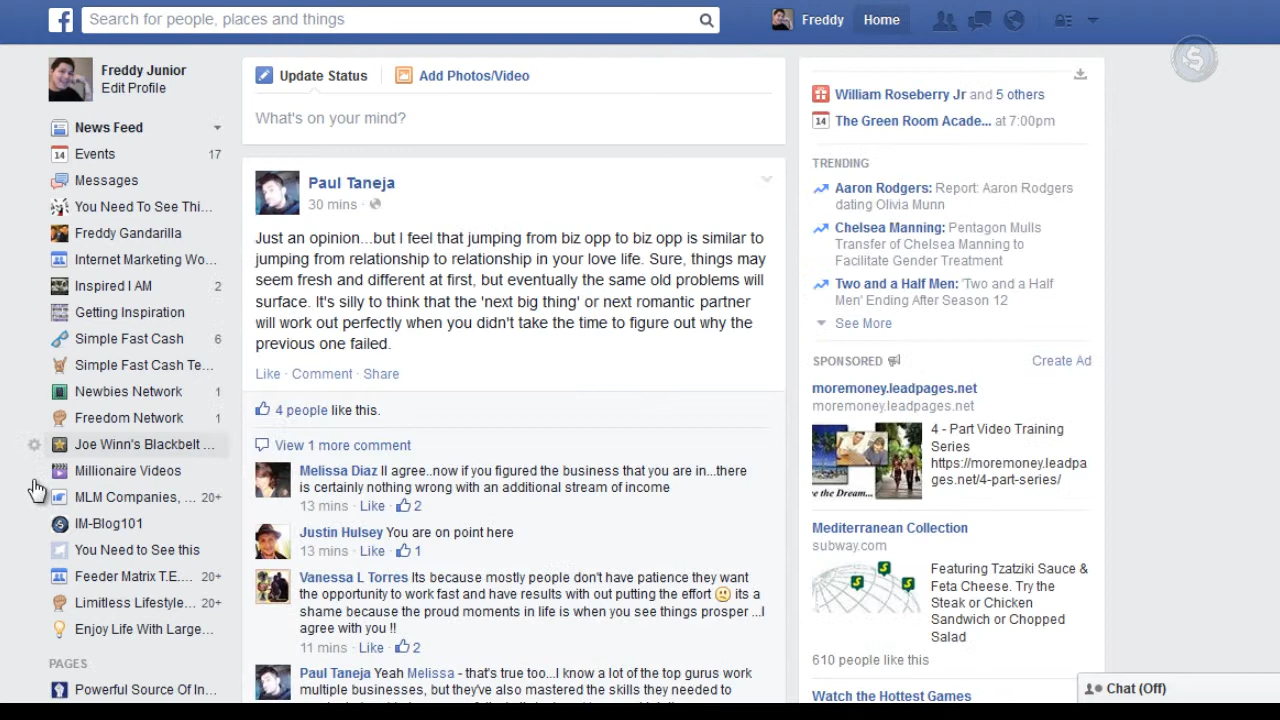 Search for people, places and things
Freddy
Home
Freddy Junior
Edit Profile
News Feed
Events 17
Messages
You Need To See Thi...
Freddy Gandarilla
Internet Marketing Wo...
Inspired I AM 2
Getting Inspiration
Simple Fast Cash 6
Simple Fast Cash Te...
Newbies Network 1
Freedom Network 1
Joe Winn's Blackbelt ...
Millionaire Videos
MLM Companies, ... 20+
IM-Blog101
You Need to See this
Feeder Matrix T.E.... 20+
Limitless Lifestyle... 20+
Enjoy Life With Large...
PAGES
Powerful Source Of In...
Update Status
Add Photos/Video
What's on your mind?
Paul Taneja
30 mins ·
Just an opinion...but I feel that jumping from biz opp to biz opp is similar to
jumping from relationship to relationship in your love life. Sure, things may
seem fresh and different at first, but eventually the same old problems will
surface. It's silly to think that the 'next big thing' or next romantic partner
will work out perfectly when you didn't take the time to figure out why the
previous one failed.
Like · Comment · Share
4 people like this.
View 1 more comment
Melissa Diaz II agree..now if you figured the business that you are in...there
is certainly nothing wrong with an additional stream of income
13 mins · Like · 2
Justin Hulsey You are on point here
13 mins · Like · 1
Vanessa L Torres Its because mostly people don't have patience they want
the opportunity to work fast and have results with out putting the effort its a
shame because the proud moments in life is when you see things prosper ...I
agree with you !!
11 mins · Like · 2
Paul Taneja Yeah Melissa - that's true too...I know a lot of the top gurus work
multiple businesses, but they've also mastered the skills they needed to
William Roseberry Jr and 5 others
14 The Green Room Acade... at 7:00pm
TRENDING
Aaron Rodgers: Report: Aaron Rodgers
dating Olivia Munn
Chelsea Manning: Pentagon Mulls
Transfer of Chelsea Manning to
Facilitate Gender Treatment
Two and a Half Men: 'Two and a Half
Men' Ending After Season 12
See More
SPONSORED
Create Ad
moremoney.leadpages.net
moremoney.leadpages.net
4 - Part Video Training
Series
https://moremoney.leadpa
ges.net/4-part-series/
ve the Dream...
Mediterranean Collection
subway.com
Featuring Tzatziki Sauce &
Feta Cheese. Try the
Steak or Chicken
Sandwich or Chopped
Salad
610 people like this
Watch the Hottest Games
Chat (Off)